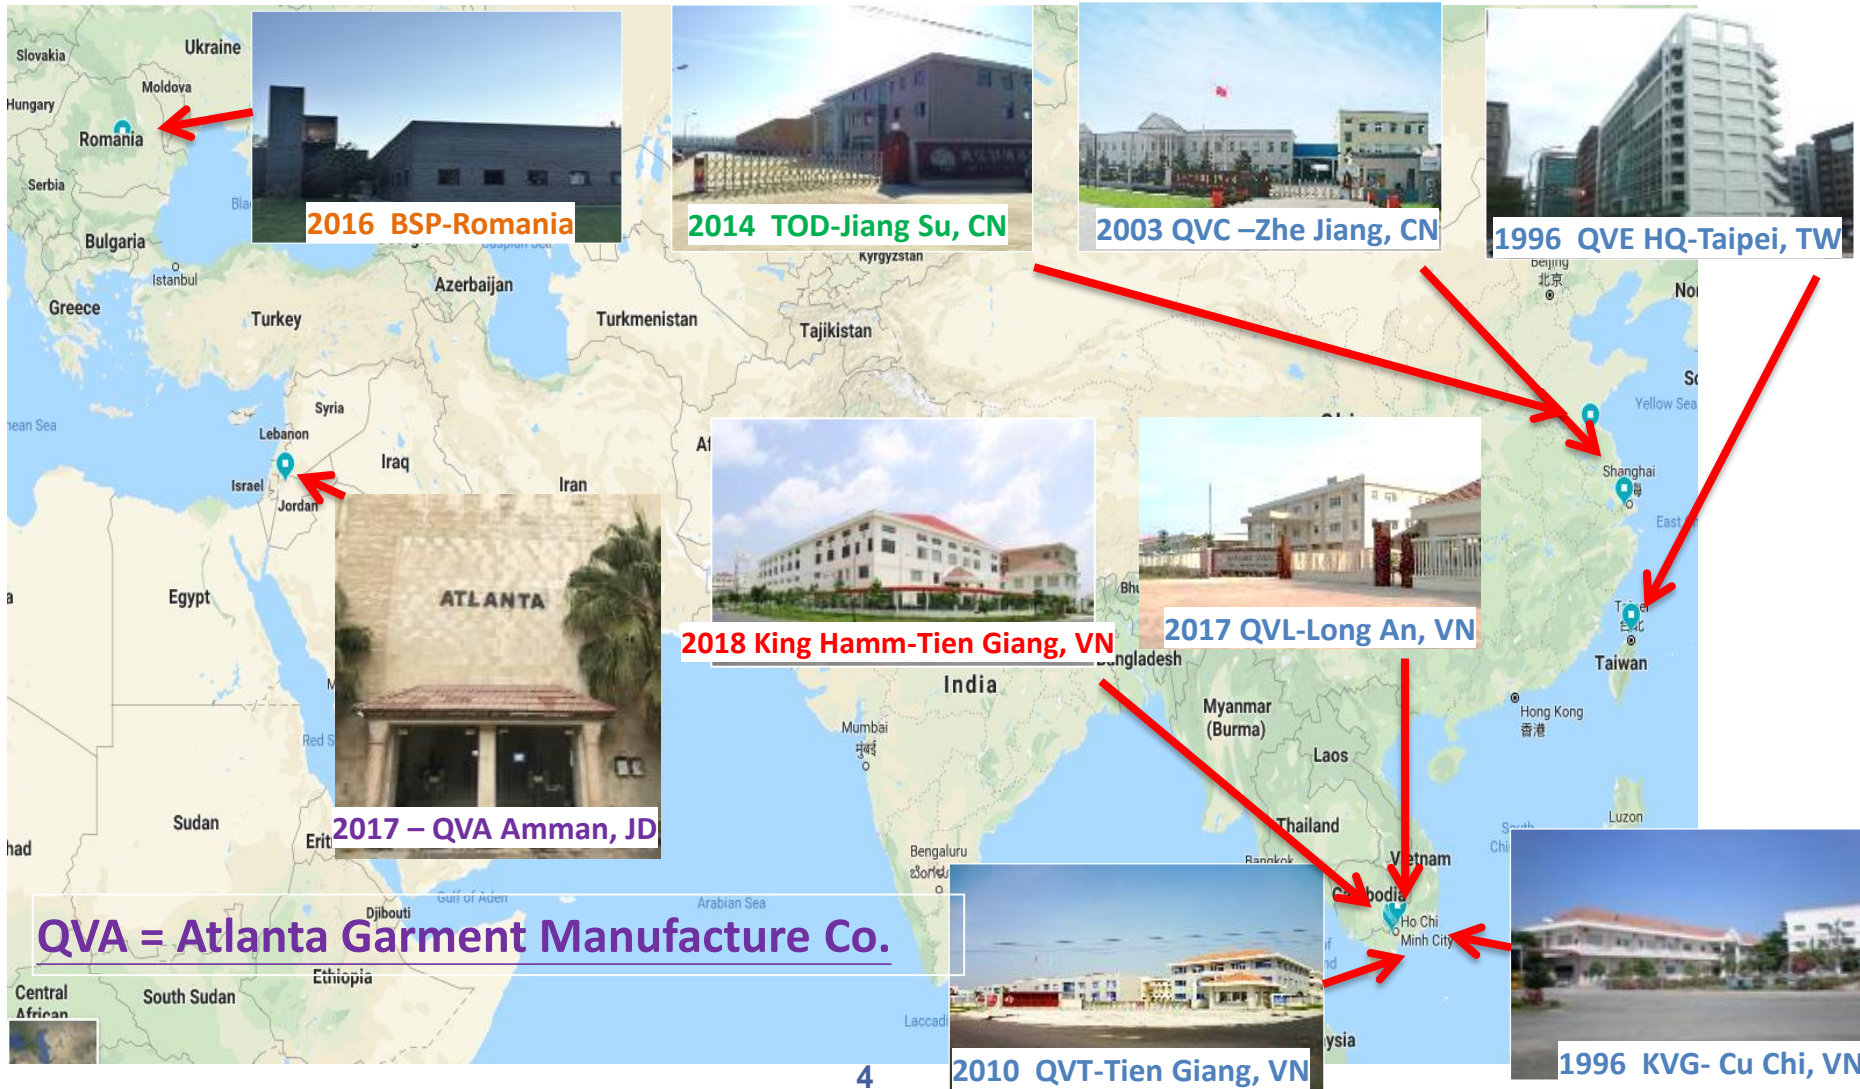 Slovakia
Ukraine
Moldova
Hungary
Romania
Serbia
Bulgaria
Istanbul
Greece
Turkey
Azerbaijan
Turkmenistan
Tajikistan
Kyrgyzstan
2016 BSP-Romania
2014 TOD-Jiang Su, CN
2003 QVC –Zhe Jiang, CN
1996 QVE HQ-Taipei, TW
Beijing
北京
Yellow Sea
Syria
Lebanon
Iraq
Israel
Jordan
Iran
Shanghai
Egypt
ATLANTA
2018 King Hamm-Tien Giang, VN
2017 QVL-Long An, VN
Taiwan
Bangladesh
India
Myanmar
(Burma)
Hong Kong
香港
Mumbai
मुंबई
Laos
Sudan
2017 – QVA Amman, JD
Thailand
Luzon
Bengaluru
Bangkok
Vietnam
Cambodia
Gulf of Aden
Arabian Sea
Djibouti
Ho Chi
Minh City
QVA = Atlanta Garment Manufacture Co.
Ethiopia
Central
African
South Sudan
2010 QVT-Tien Giang, VN
1996 KVG- Cu Chi, VN
4